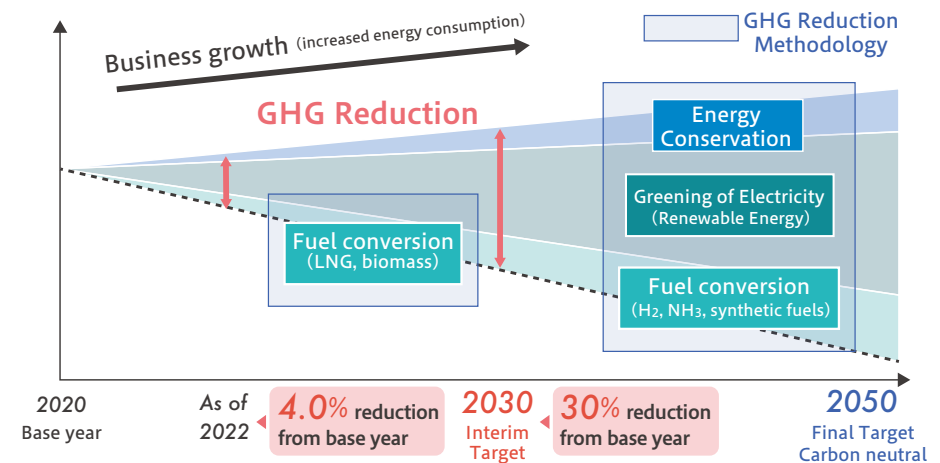 GHG Reduction
Methodology
Business growth (increased energy consumption)
GHG Reduction
Energy
Conservation
Greening of Electricity
(Renewable Energy)
Fuel conversion
(LNG, biomass)
Fuel conversion
(H₂, NH₃, synthetic fuels)
2020
Base year
As of
2022
4.0% reduction
from base year
2030
Interim
Target
30% reduction
from base year
2050
Final Target
Carbon neutral